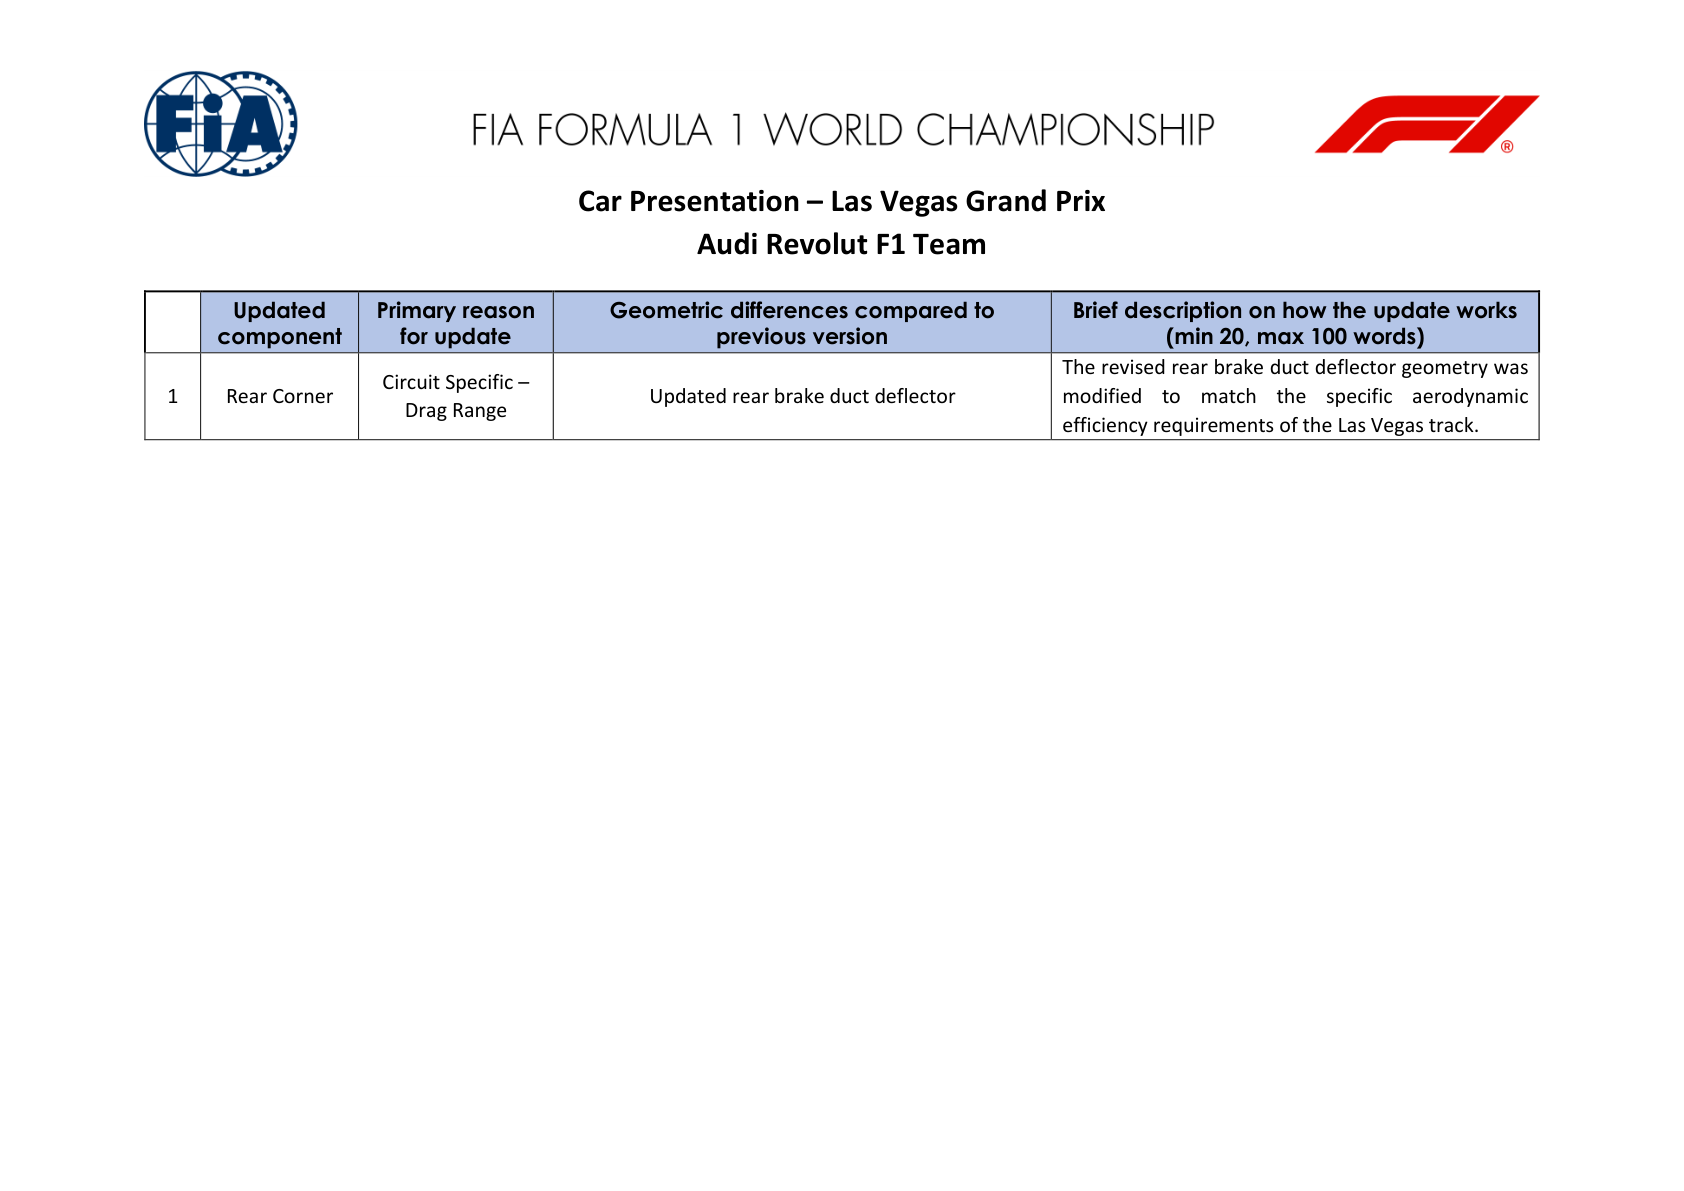 FiA
FIA FORMULA 1 WORLD CHAMPIONSHIP
F1®
Car Presentation – Las Vegas Grand Prix
Audi Revolut F1 Team
Updated
component
Primary reason
for update
Geometric differences compared to
previous version
Brief description on how the update works
(min 20, max 100 words)
1
Rear Corner
Circuit Specific –
Drag Range
Updated rear brake duct deflector
The revised rear brake duct deflector geometry was
modified to match the specific aerodynamic
efficiency requirements of the Las Vegas track.